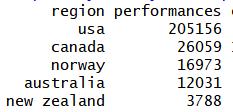 region performances
usa 205156
canada 26059
norway 16973
australia 12031
new zealand 3788